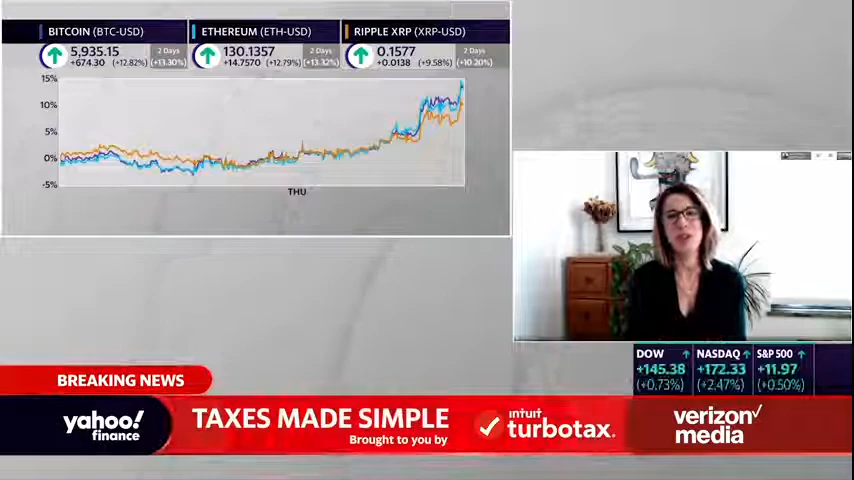 BITCOIN (BTC-USD)
5,935.15
+674.30 (+12.82%)
2 Days
(+13.30%)
ETHEREUM (ETH-USD)
130.1357
+14.7570 (+12.79%)
2 Days
(+13.32%)
RIPPLE XRP (XRP-USD)
0.1577
+0.0138 (+9.58%)
2 Days
(+10.20%)
15%
10%
5%
0%
-5%
THU
DOW
+145.38
(+0.73%)
NASDAQ
+172.33
(+2.47%)
S&P 500
+11.97
(+0.50%)
BREAKING NEWS
yahoo!
finance
TAXES MADE SIMPLE
Brought to you by
intuit
turbotax.
verizon✓
media